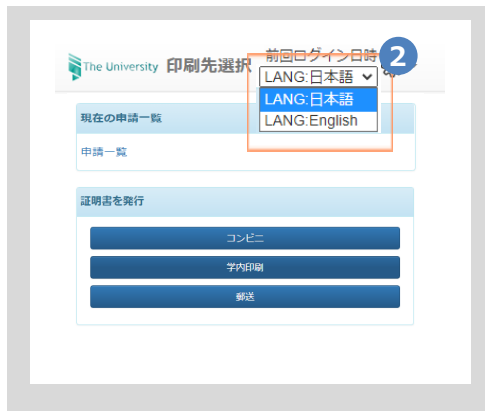 The University 印刷先選択 前回ログイン日時
2
LANG:日本語
LANG:日本語
LANG:English
現在の申請一覧
申請一覧
証明書を発行
コンビニ
学内印刷
郵送